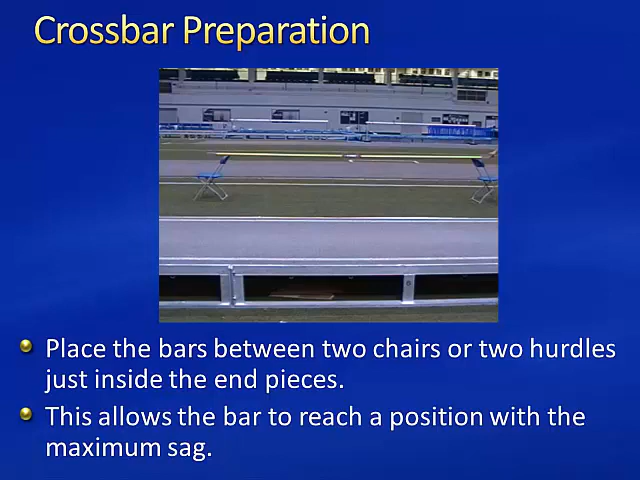 Crossbar Preparation
Place the bars between two chairs or two hurdles
just inside the end pieces.
This allows the bar to reach a position with the
maximum sag.